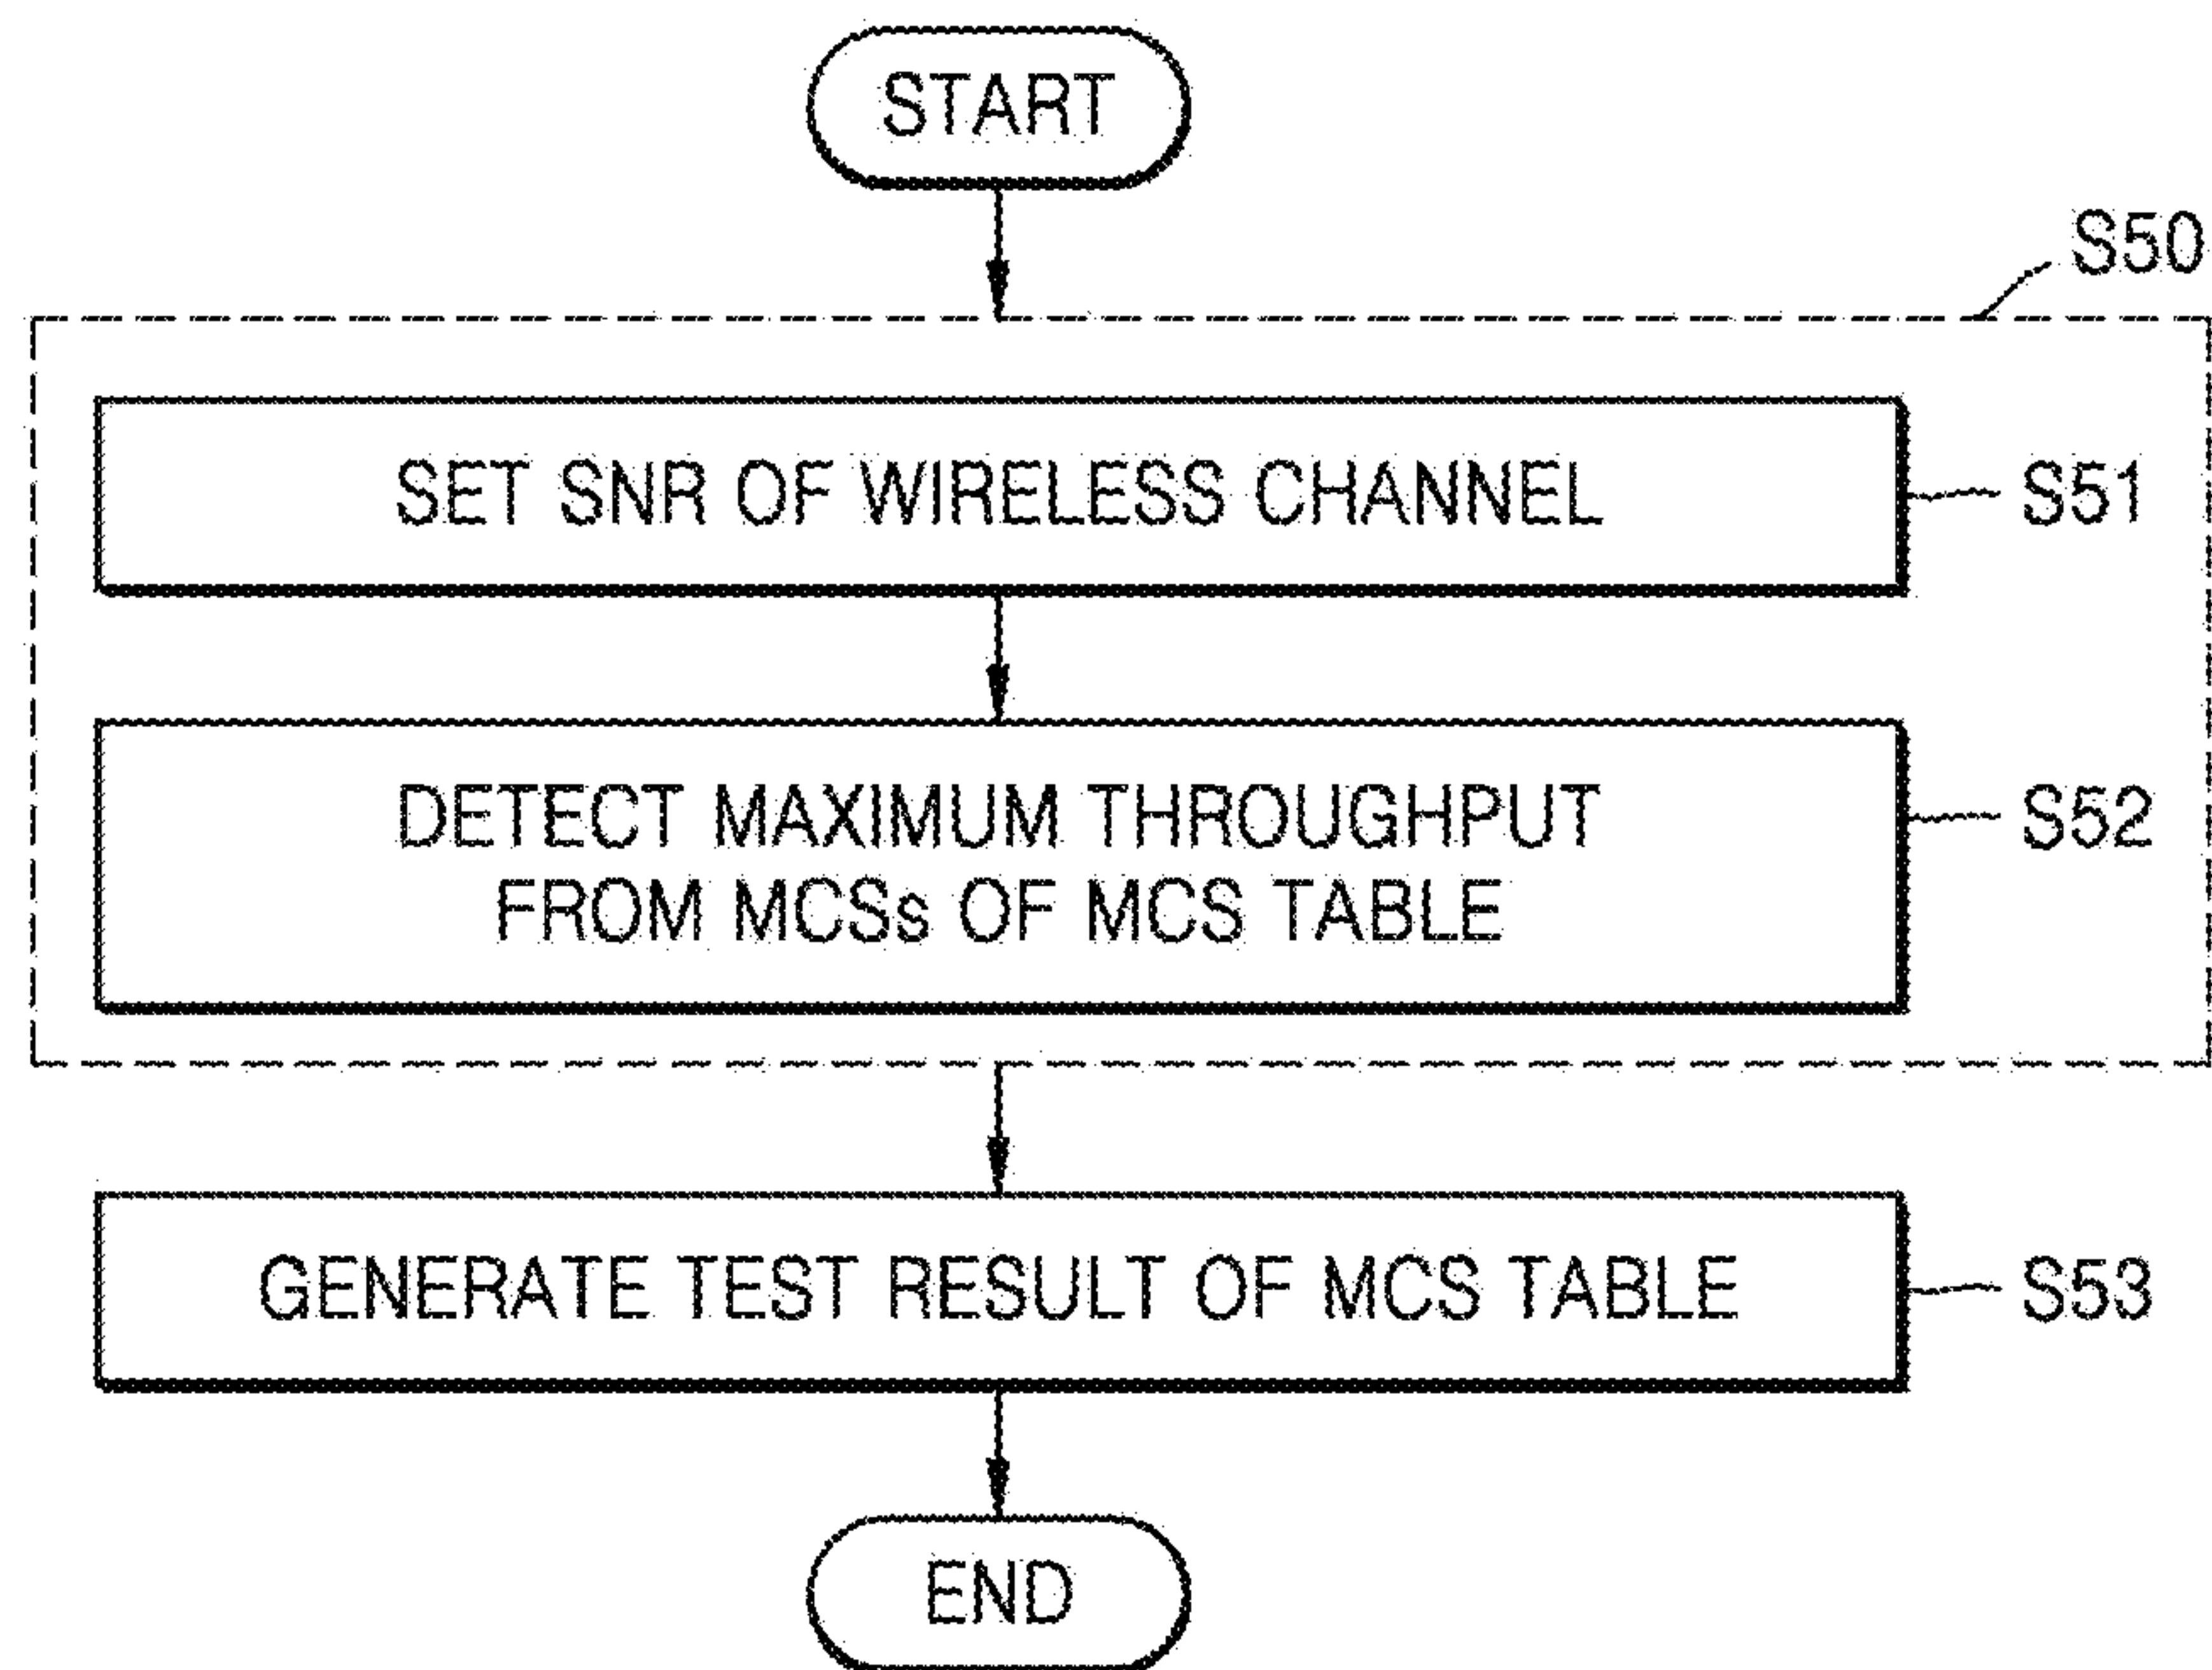 START
S50
SET SNR OF WIRELESS CHANNEL
S51
DETECT MAXIMUM THROUGHPUT
FROM MCSs OF MCS TABLE
S52
GENERATE TEST RESULT OF MCS TABLE
S53
END